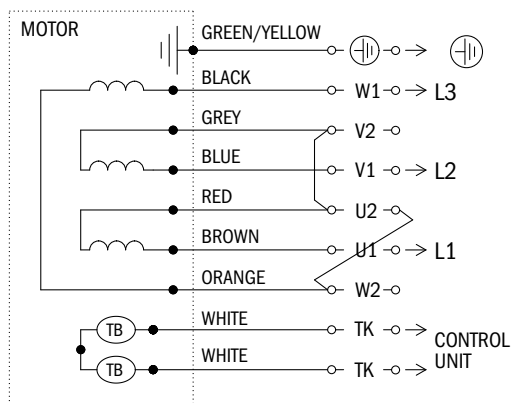 MOTOR
GREEN/YELLOW
BLACK W1 L3
GREY V2
BLUE V1 L2
RED U2
BROWN U1 L1
ORANGE W2
TB WHITE TK CONTROL
UNIT
TB WHITE TK